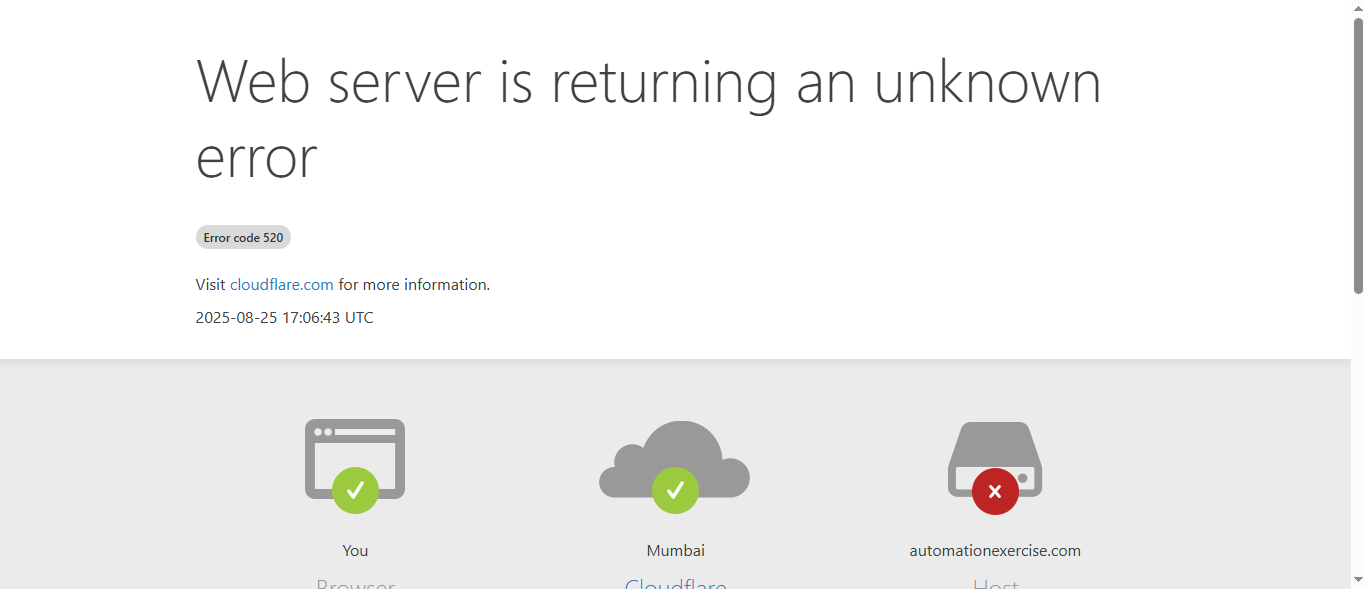 Web server is returning an unknown
error
Error code 520
Visit cloudflare.com for more information.
2025-08-25 17:06:43 UTC
You
Mumbai
automationexercise.com
Browser
Cloudflare
Host